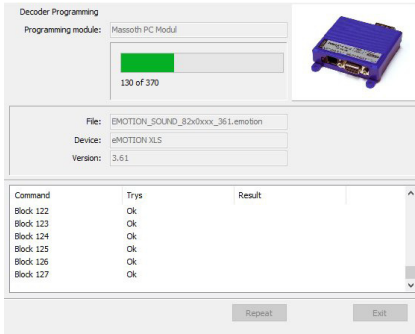 Decoder Programming
Programming module: Massoth PC Modul
130 of 370
File: EMOTION_SOUND_82x0xxx_361.emotion
Device: eMOTION XLS
Version: 3.61
Command Trys Result
Block 122 Ok
Block 123 Ok
Block 124 Ok
Block 125 Ok
Block 126 Ok
Block 127 Ok
Repeat Exit